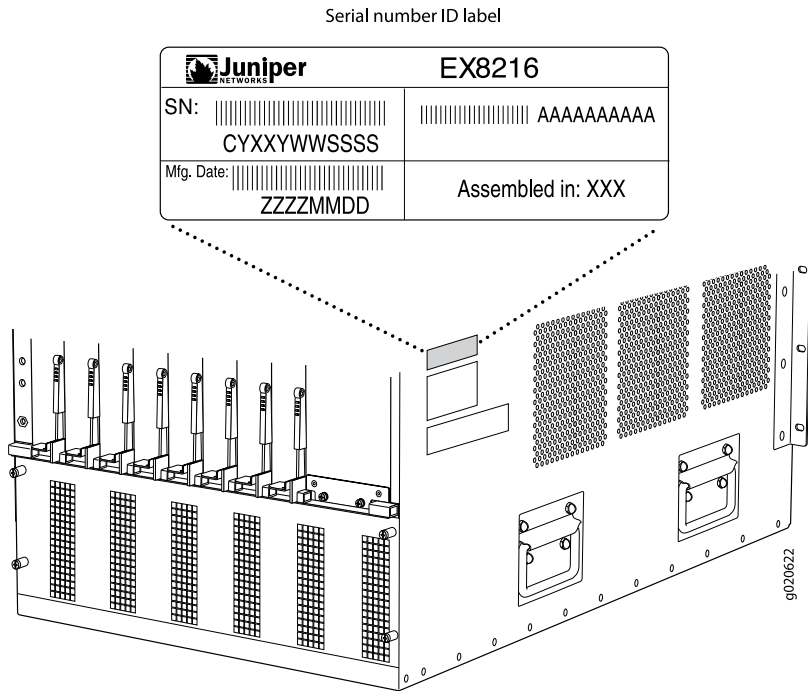 Serial number ID label
Juniper
NETWORKS
EX8216
SN:
CYXXYWWSSSS
AAAAAAAAAA
Mfg. Date:
ZZZZMMDD
Assembled in: XXX
g020622